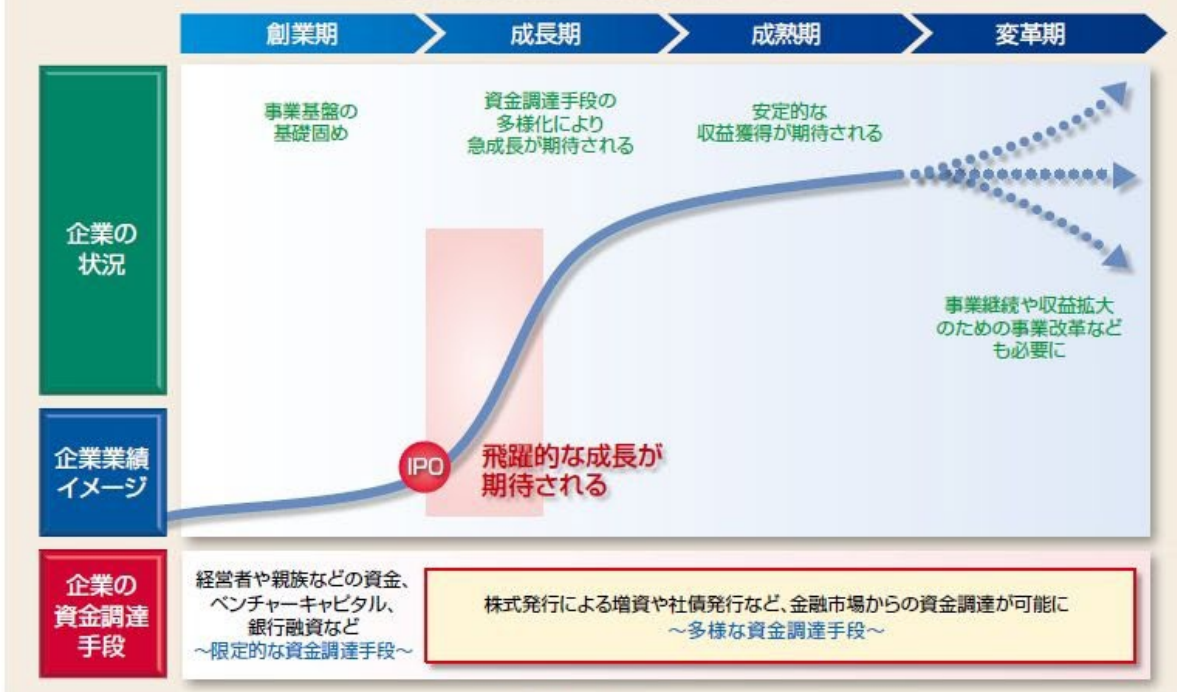 創業期
成長期
成熟期
変革期
企業の
状況
事業基盤の
基礎固め
資金調達手段の
多様化により
急成長が期待される
安定的な
収益獲得が期待される
事業継続や収益拡大
のための事業改革など
も必要に
企業業績
イメージ
IPO
飛躍的な成長が
期待される
企業の
資金調達
手段
経営者や親族などの資金、
ベンチャーキャピタル、
銀行融資など
～限定的な資金調達手段～
株式発行による増資や社債発行など、金融市場からの資金調達が可能に
～多様な資金調達手段～